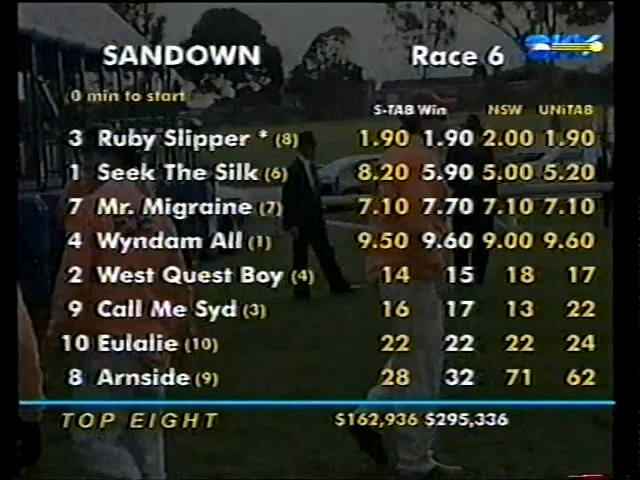 SANDOWN Race 6 SKY
0 min to start
S-TAB Win NSW UNiTAB
3 Ruby Slipper * (8) 1.90 1.90 2.00 1.90
1 Seek The Silk (6) 8.20 5.90 5.00 5.20
7 Mr. Migraine (7) 7.10 7.70 7.10 7.10
4 Wyndam All (1) 9.50 9.60 9.00 9.60
2 West Quest Boy (4) 14 15 18 17
9 Call Me Syd (3) 16 17 13 22
10 Eulalie (10) 22 22 22 24
8 Arnside (9) 28 32 71 62
TOP EIGHT $162,936 $295,336